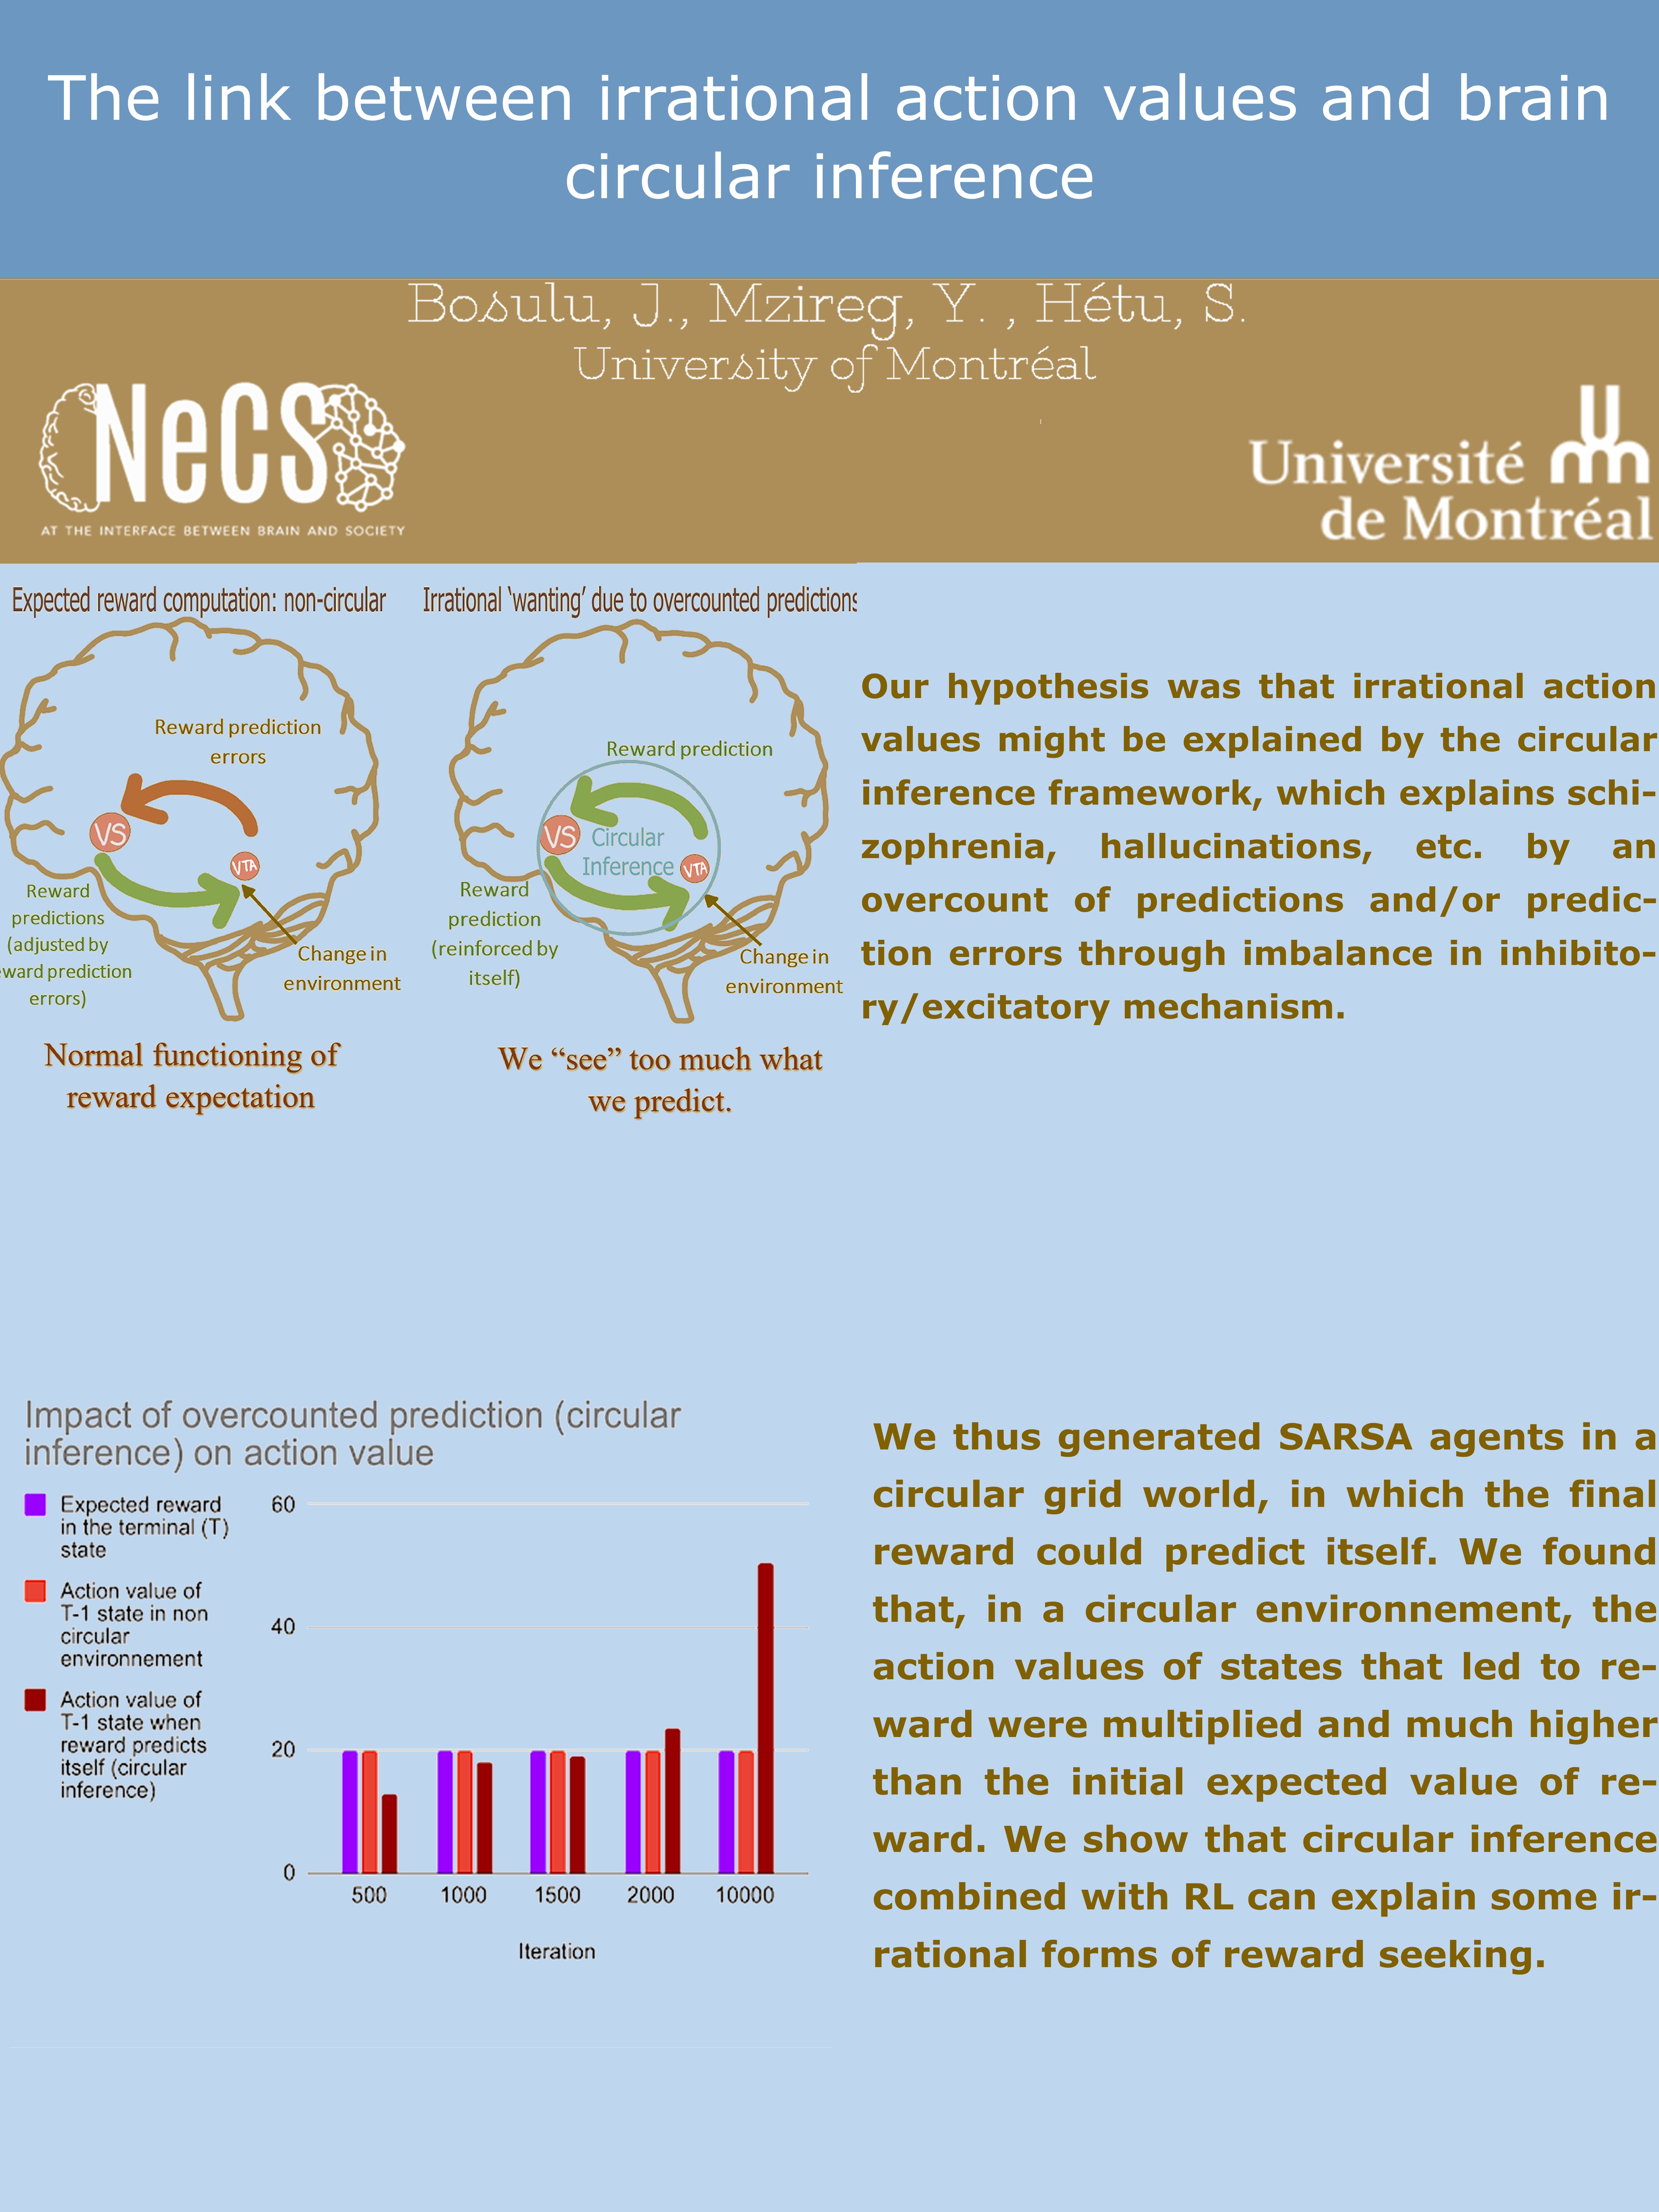 The link between irrational action values and brain
circular inference
Bosulu, J., Mzireg, Y. , Hétu, S.
University of Montréal
NeCS
AT THE INTERFACE BETWEEN BRAIN AND SOCIETY
Université
de Montréal
Expected reward computation: non-circular
Reward prediction
errors
VS
VTA
Reward
predictions
(adjusted by
eward prediction
errors)
Change in
environment
Normal functioning of
reward expectation
Irrational ‘wanting’ due to overcounted predictions
Reward prediction
VS
Circular
Inference
VTA
Reward
prediction
(reinforced by
itself)
Change in
environment
We “see” too much what
we predict.
Our hypothesis was that irrational action
values might be explained by the circular
inference framework, which explains schi-
zophrenia, hallucinations, etc. by an
overcount of predictions and/or predic-
tion errors through imbalance in inhibito-
ry/excitatory mechanism.
Impact of overcounted prediction (circular
inference) on action value
Expected reward
in the terminal (T)
state
Action value of
T-1 state in non
circular
environnement
Action value of
T-1 state when
reward predicts
itself (circular
inference)
60
40
20
0
500 1000 1500 2000 10000
Iteration
We thus generated SARSA agents in a
circular grid world, in which the final
reward could predict itself. We found
that, in a circular environnement, the
action values of states that led to re-
ward were multiplied and much higher
than the initial expected value of re-
ward. We show that circular inference
combined with RL can explain some ir-
rational forms of reward seeking.